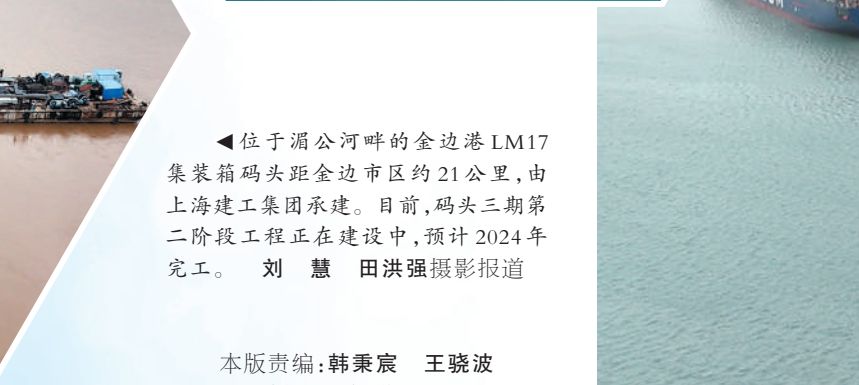 ◀位于湄公河畔的金边港LM17
集装箱码头距金边市区约21公里,由
上海建工集团承建。目前,码头三期第
二阶段工程正在建设中,预计2024年
完工。 刘 慧 田洪强摄影报道
本版责编:韩秉宸 王骁波